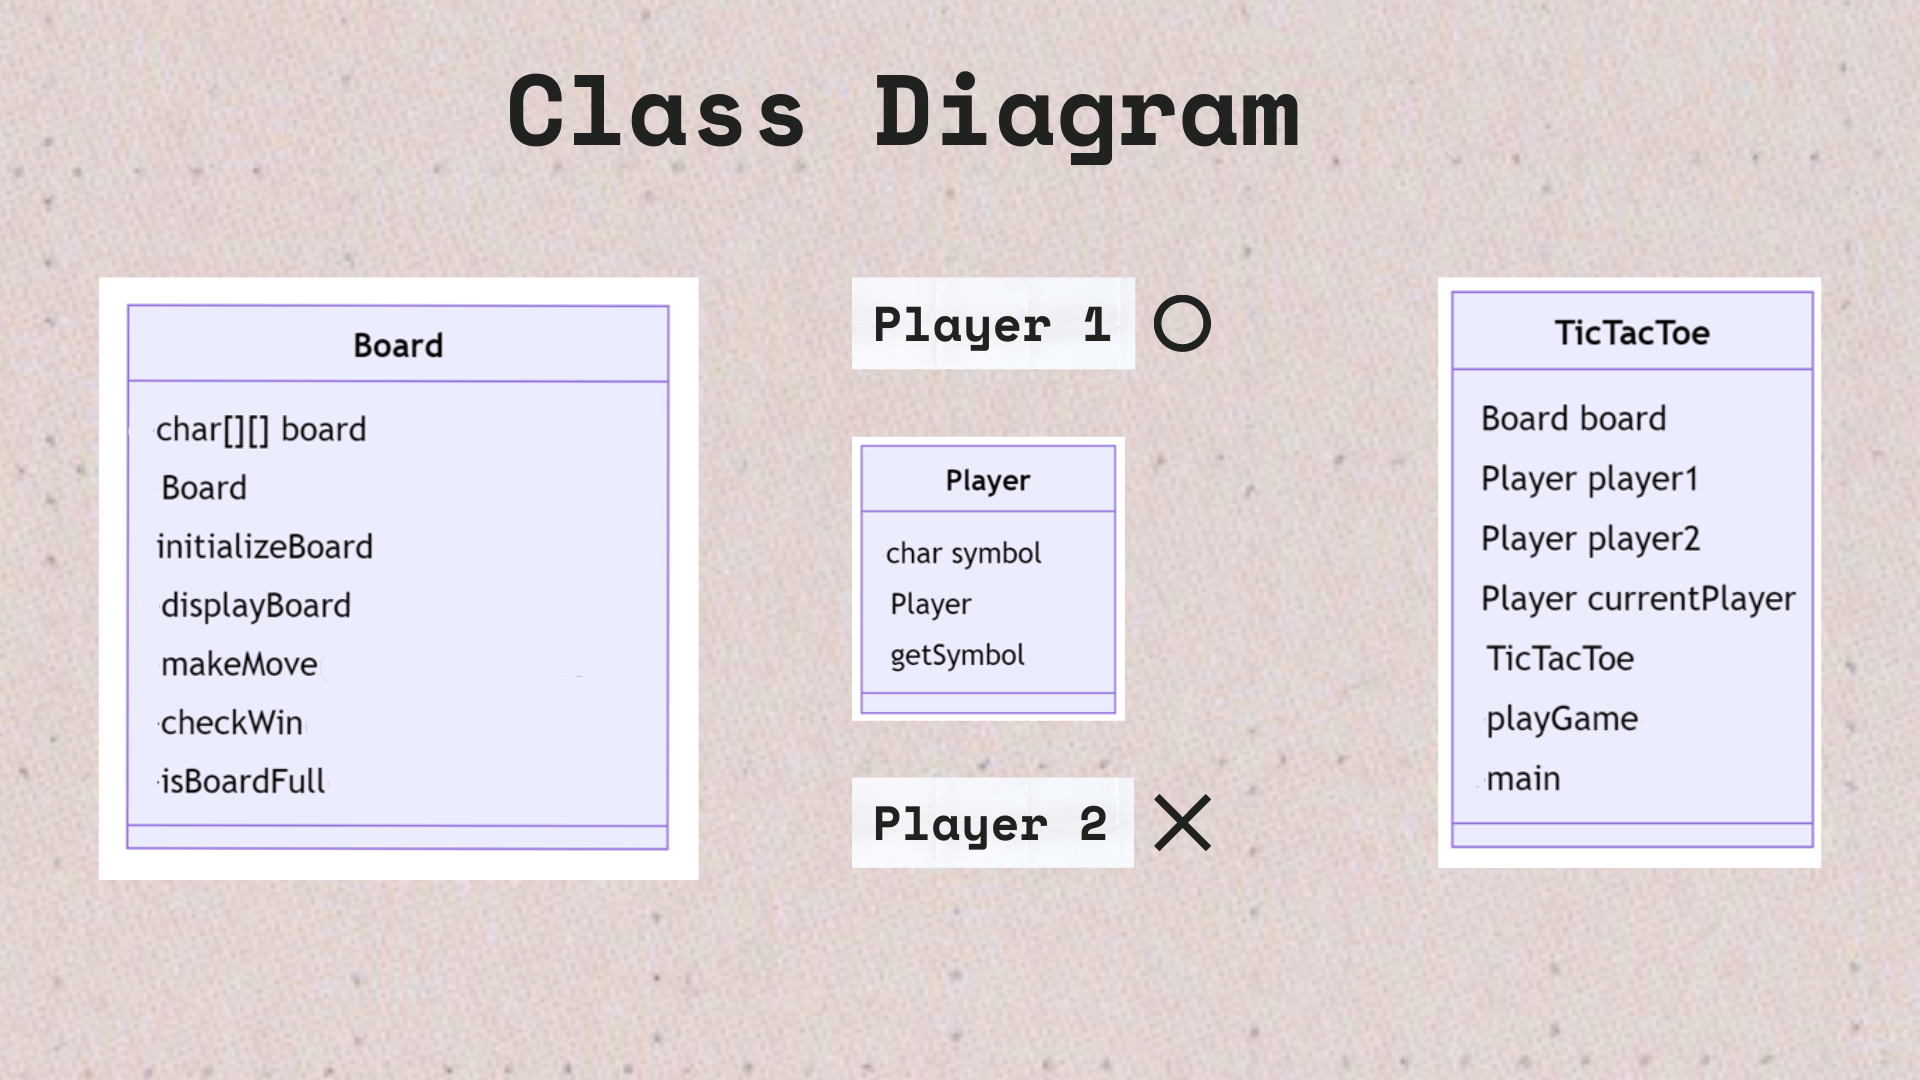 Class Diagram
Board
char[][] board
Board
initializeBoard
displayBoard
makeMove
checkWin
isBoardFull
Player 1
Player
char symbol
Player
getSymbol
Player 2
TicTacToe
Board board
Player player1
Player player2
Player currentPlayer
TicTacToe
playGame
main